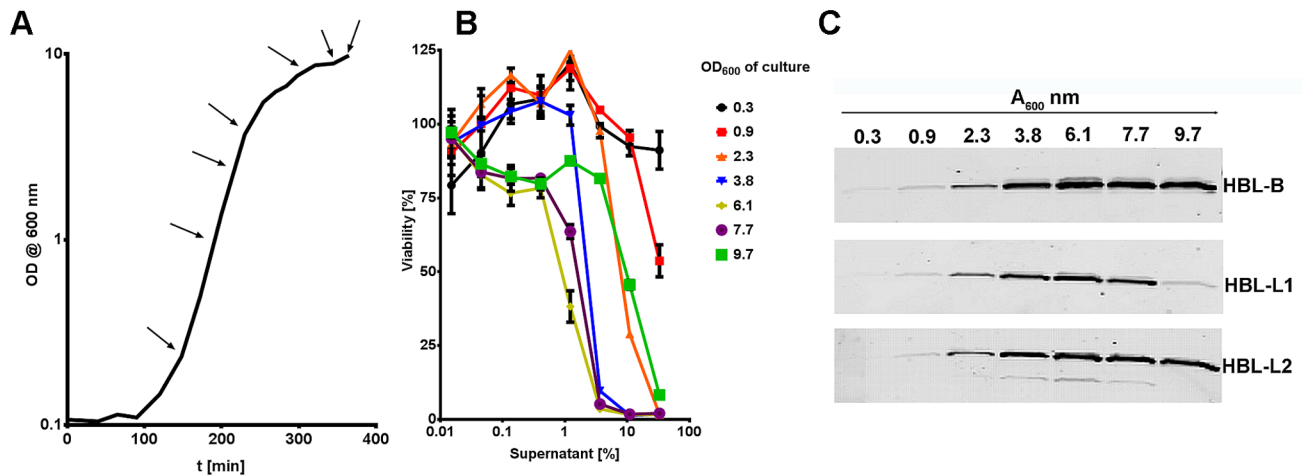 A
OD @ 600 nm
10
1
0.1
0
100
200
300
400
t [min]
B
Viability [%]
125
100
75
50
25
0
0.01
0.1
1
10
100
Supernatant [%]
OD600 of culture
0.3
0.9
2.3
3.8
6.1
7.7
9.7
C
A600 nm
0.3 0.9 2.3 3.8 6.1 7.7 9.7
HBL-B
HBL-L1
HBL-L2